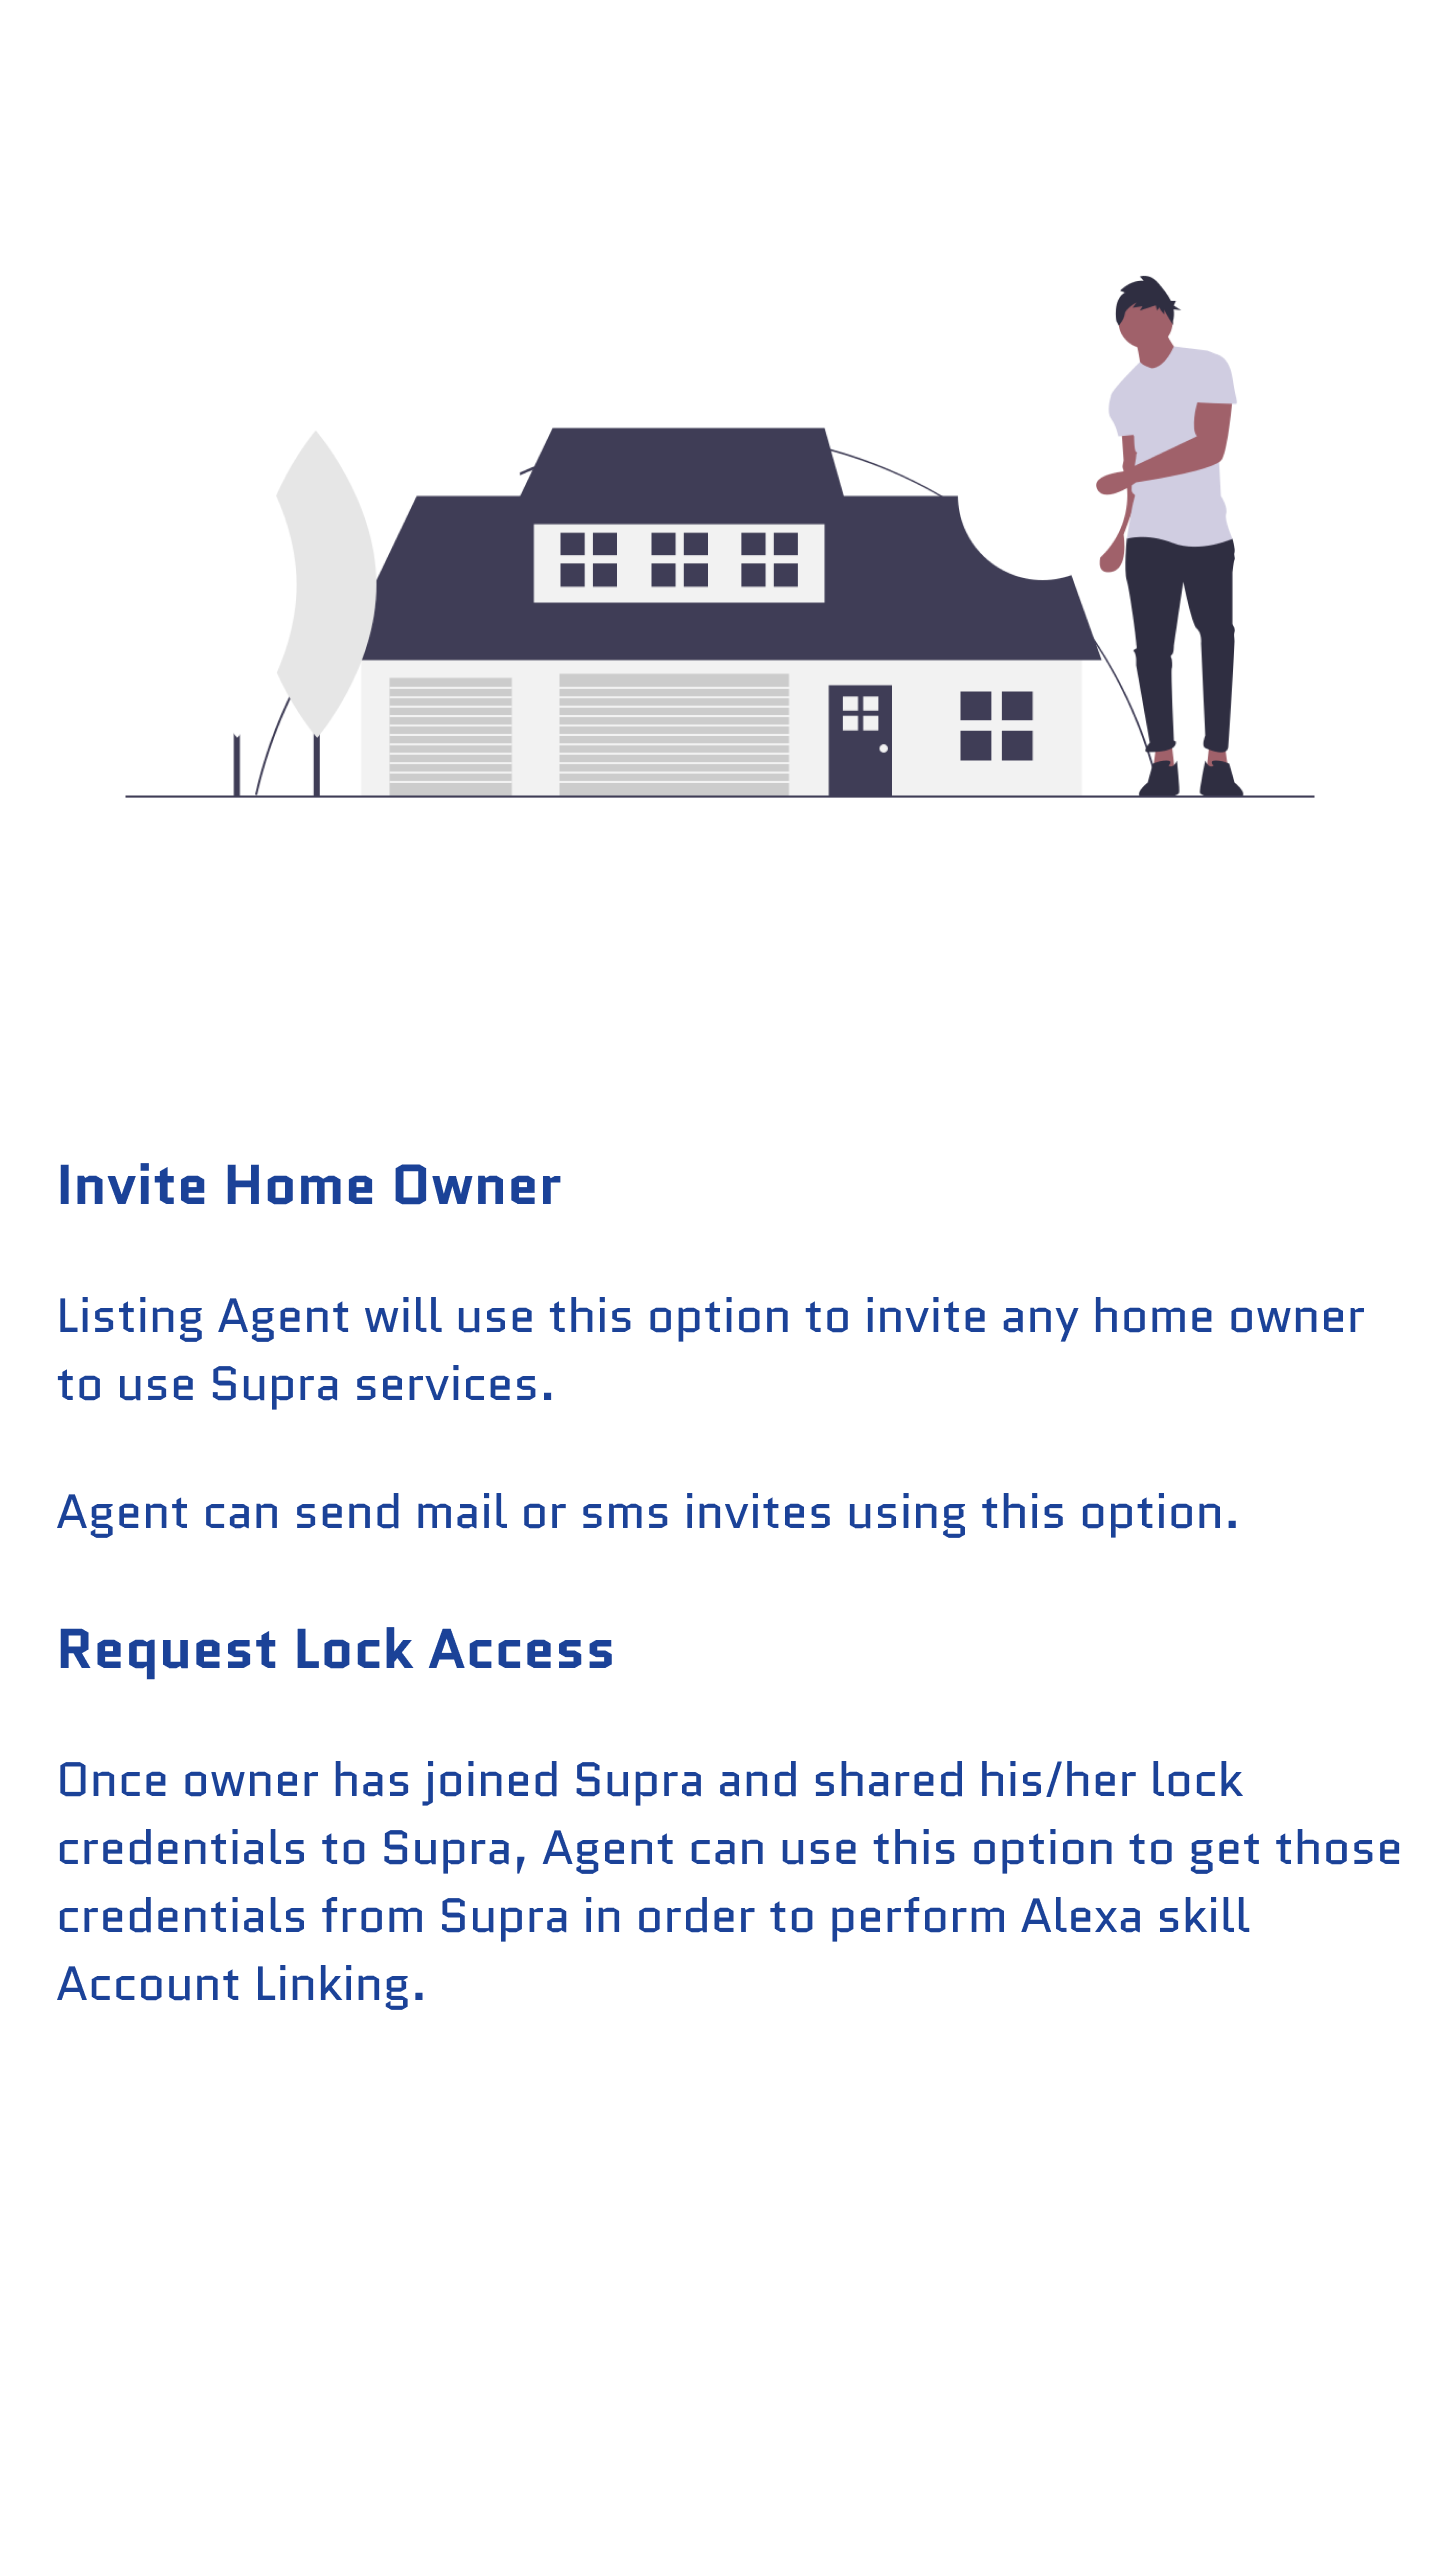 Invite Home Owner
Listing Agent will use this option to invite any home owner
to use Supra services.
Agent can send mail or sms invites using this option.
Request Lock Access
Once owner has joined Supra and shared his/her lock
credentials to Supra, Agent can use this option to get those
credentials from Supra in order to perform Alexa skill
Account Linking.